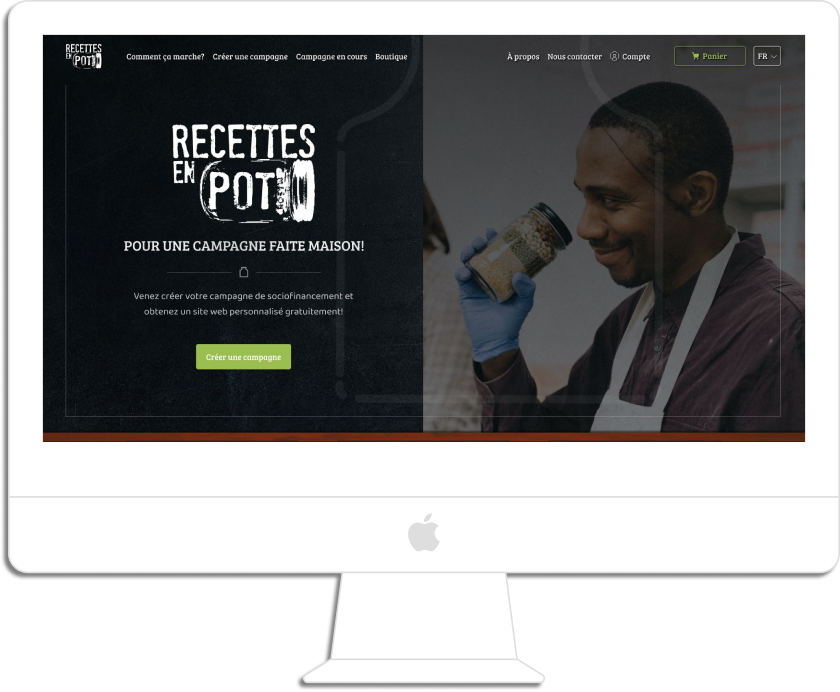 RECETTES
EN POT
Comment ça marche? Créer une campagne Campagne en cours Boutique
À propos Nous contacter Compte
Panier
FR
RECETTES
EN POT
POUR UNE CAMPAGNE FAITE MAISON!
Venez créer votre campagne de sociofinancement et
obtenez un site web personnalisé gratuitement!
Créer une campagne